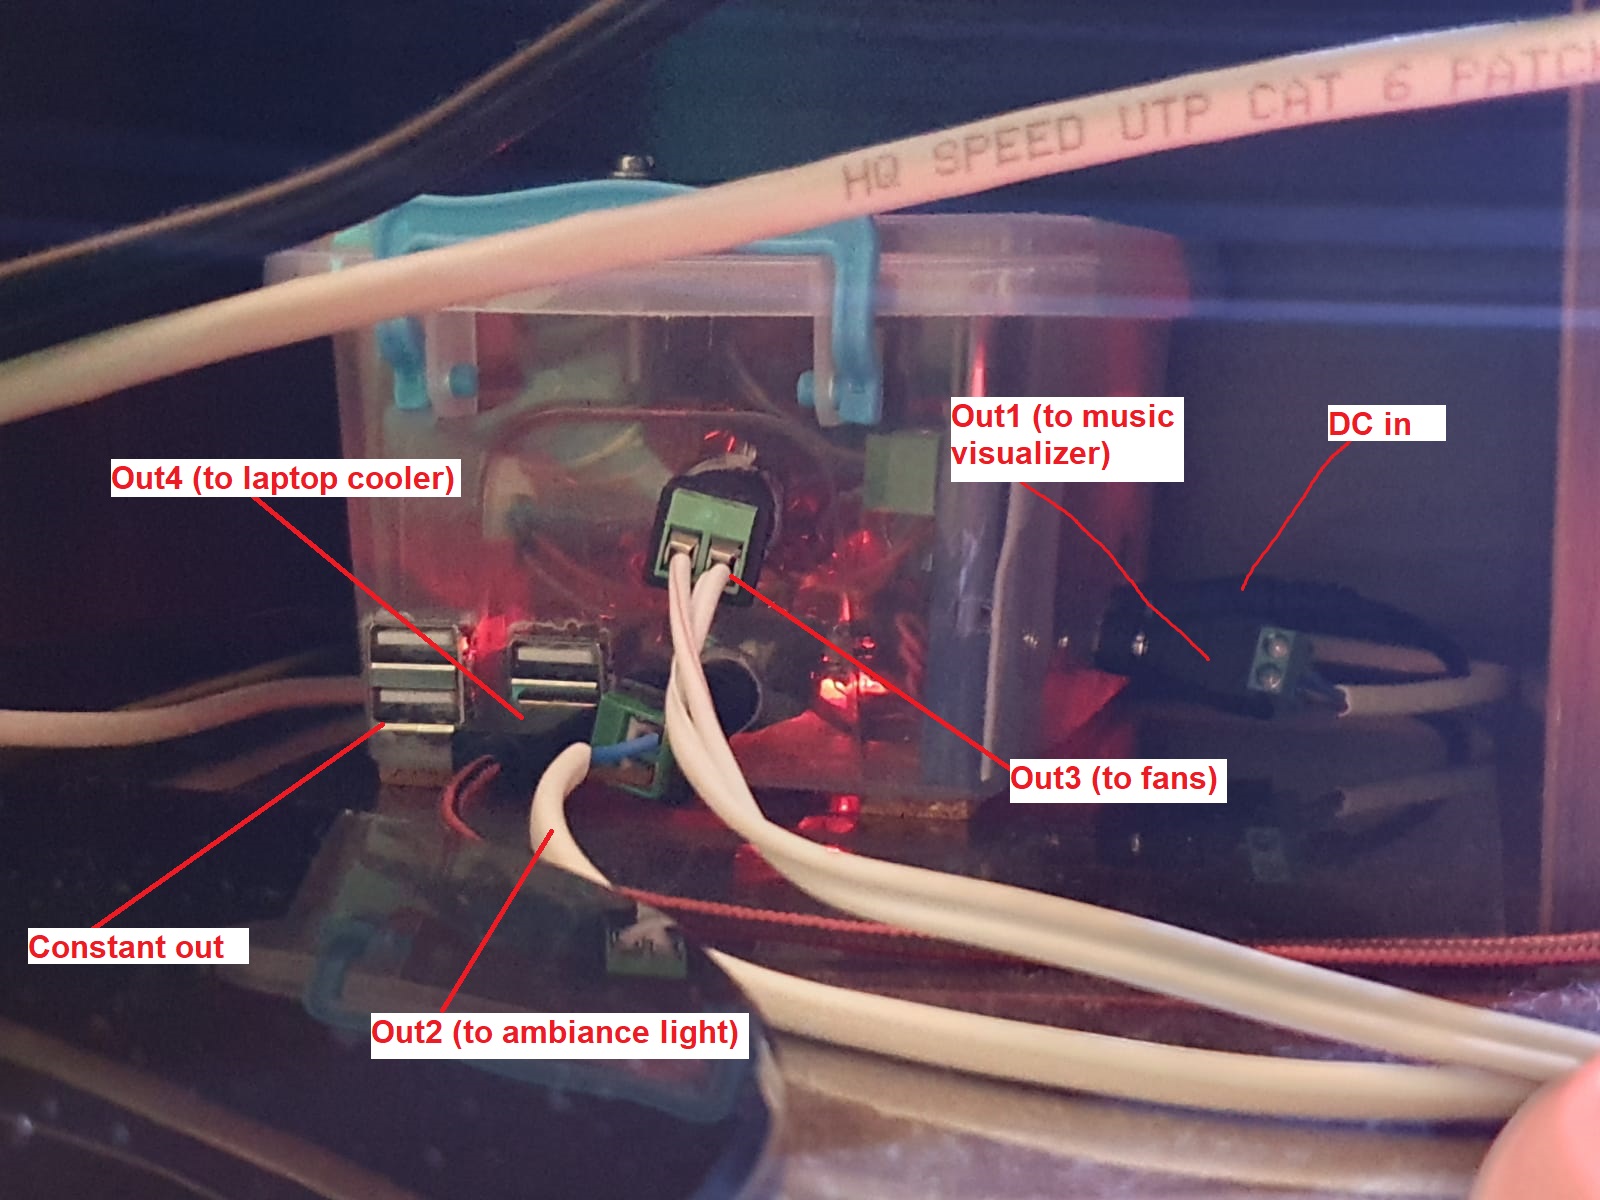 HQ SPEED UTP CAT 6 PATCH
Out1 (to music
visualizer)
DC in
Out4 (to laptop cooler)
Out3 (to fans)
Constant out
Out2 (to ambiance light)